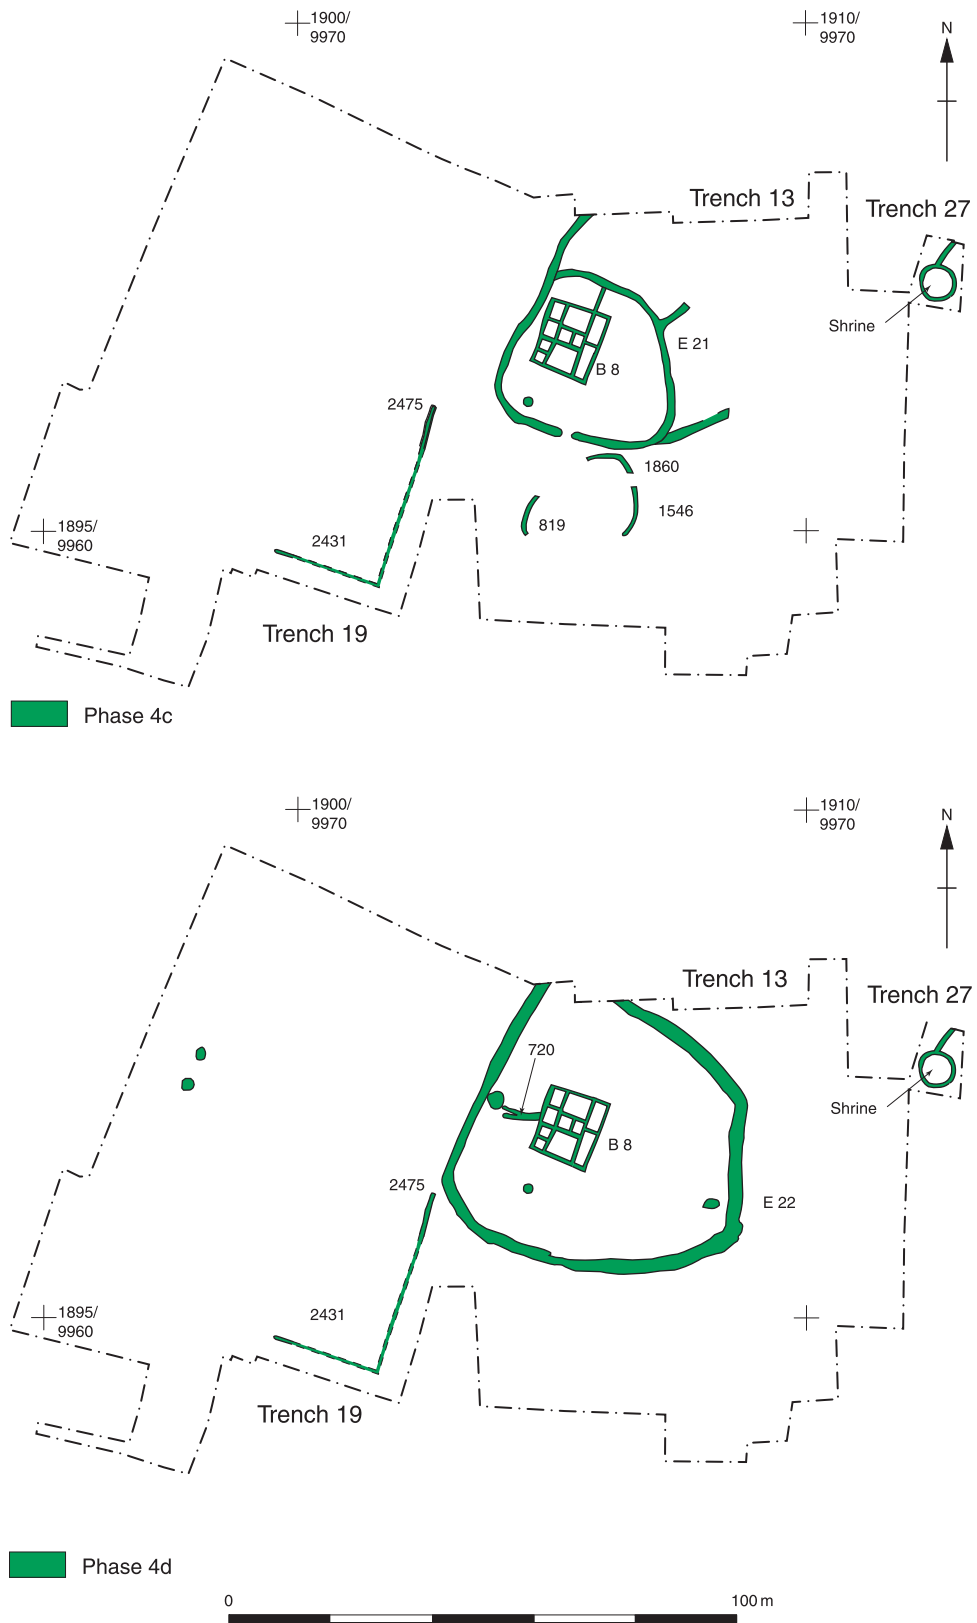 1900/
9970
1910/
9970
N
Trench 13
Trench 27
Shrine
E 21
B 8
2475
1860
1546
819
1895/
9960
2431
Trench 19
Phase 4c
1900/
9970
1910/
9970
N
Trench 13
Trench 27
720
Shrine
B 8
2475
E 22
1895/
9960
2431
Trench 19
Phase 4d
0
100 m